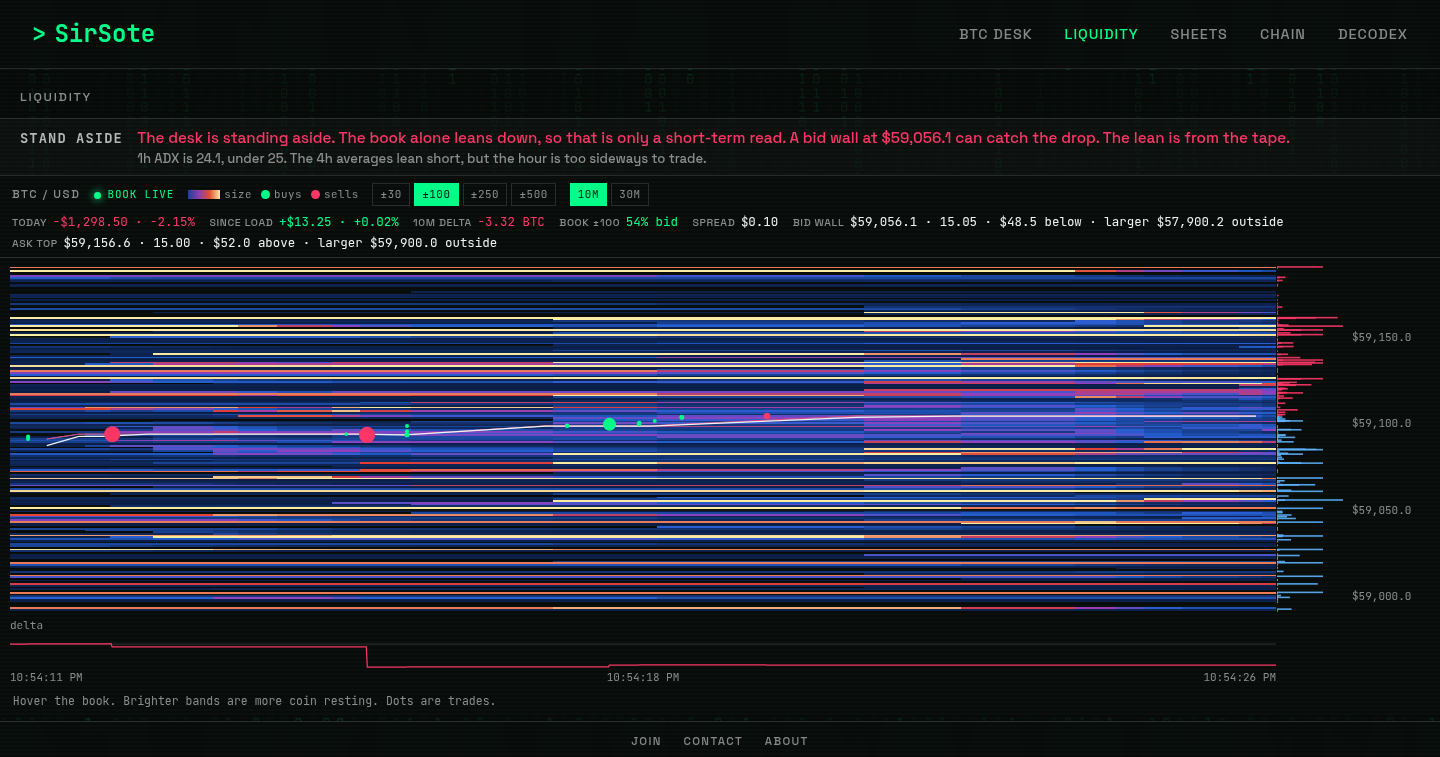 > SirSote
BTC DESK LIQUIDITY SHEETS CHAIN DECODEX
LIQUIDITY
STAND ASIDE The desk is standing aside. The book alone leans down, so that is only a short-term read. A bid wall at $59,056.1 can catch the drop. The lean is from the tape.
1h ADX is 24.1, under 25. The 4h averages lean short, but the hour is too sideways to trade.
BTC / USD BOOK LIVE size buys sells ±30 ±100 ±250 ±500 10M 30M
TODAY -$1,298.50 · -2.15% SINCE LOAD +$13.25 · +0.02% 10M DELTA -3.32 BTC BOOK ±100 54% bid SPREAD $0.10 BID WALL $59,056.1 · 15.05 · $48.5 below · larger $57,900.2 outside
ASK TOP $59,156.6 · 15.00 · $52.0 above · larger $59,900.0 outside
$59,150.0
$59,100.0
$59,050.0
$59,000.0
delta
10:54:11 PM 10:54:18 PM 10:54:26 PM
Hover the book. Brighter bands are more coin resting. Dots are trades.
JOIN CONTACT ABOUT